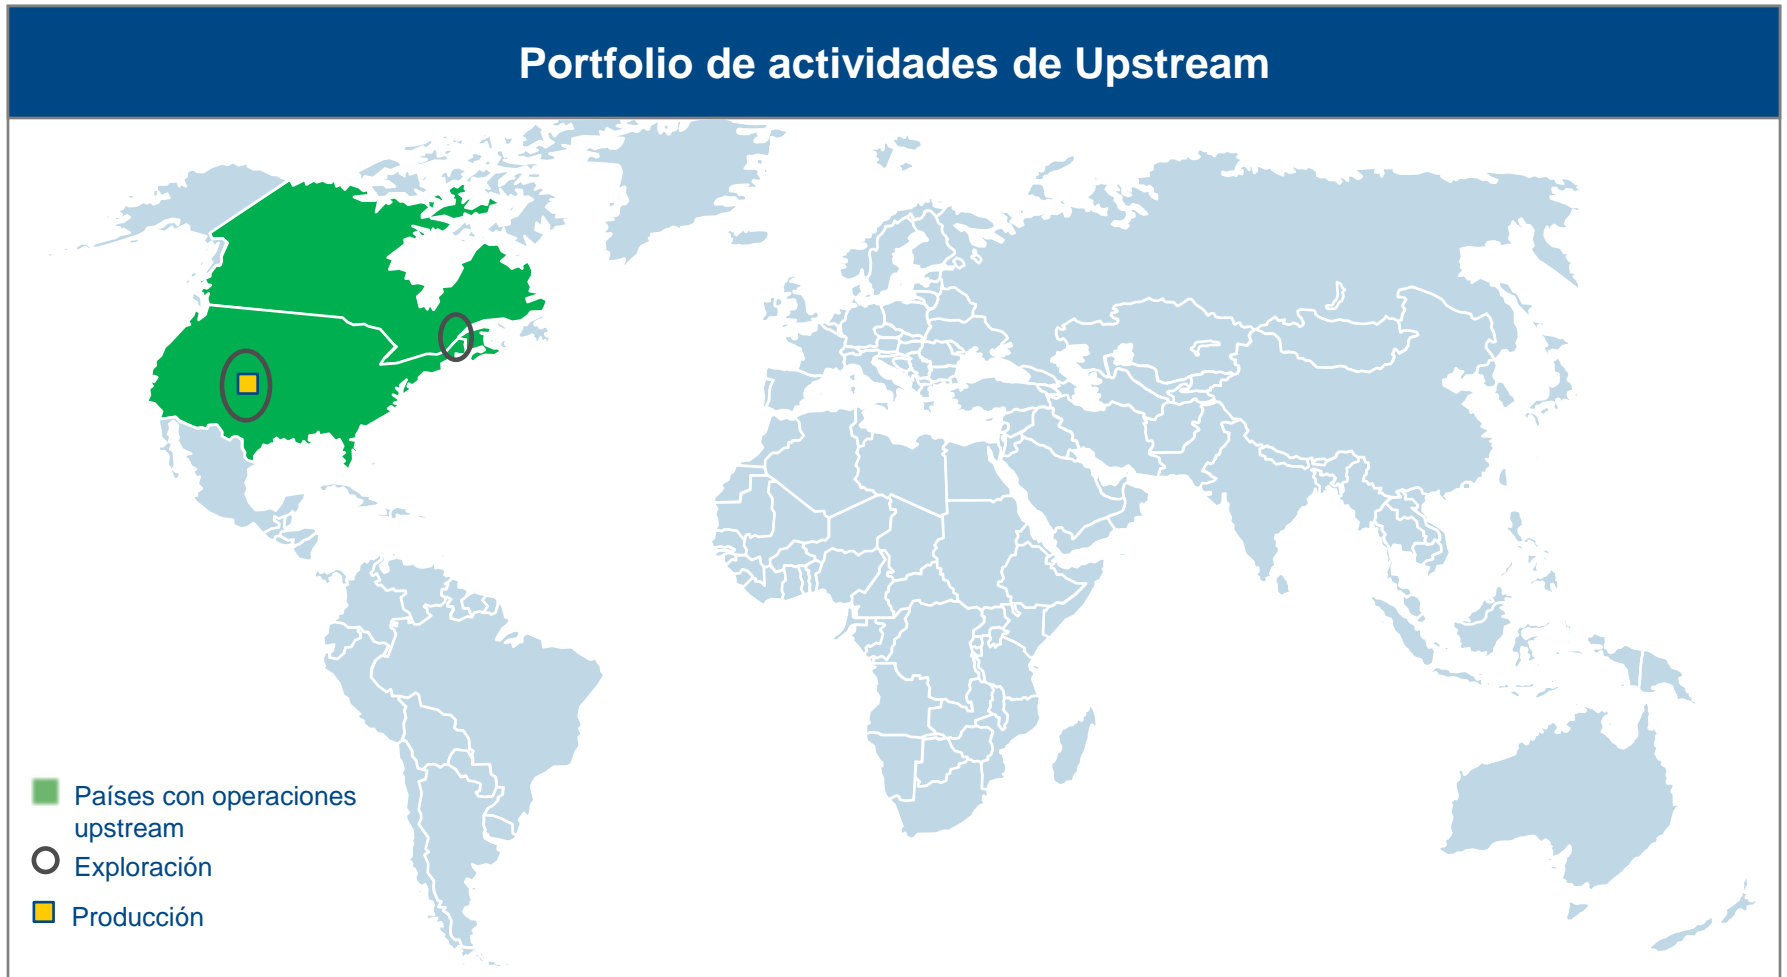 Portfolio de actividades de Upstream
Países con operaciones
upstream
Exploración
Producción